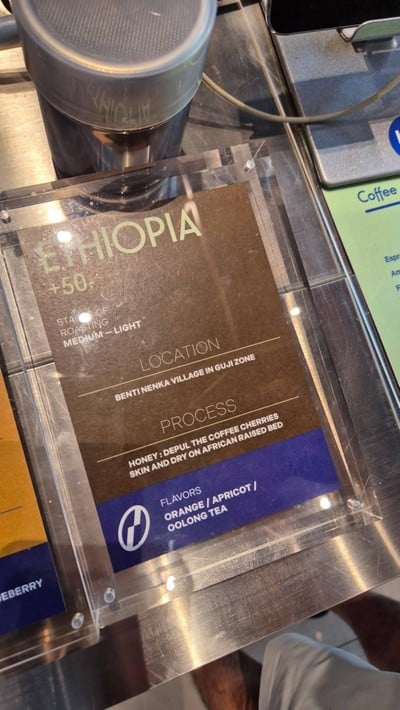 ETHIOPIA
+50.-
STAGE OF
ROASTING
MEDIUM — LIGHT
LOCATION
BENTI NENKA VILLAGE IN GUJI ZONE
PROCESS
HONEY : DEPUL THE COFFEE CHERRIES
SKIN AND DRY ON AFRICAN RAISED BED
FLAVORS
ORANGE / APRICOT /
OOLONG TEA
Coffee